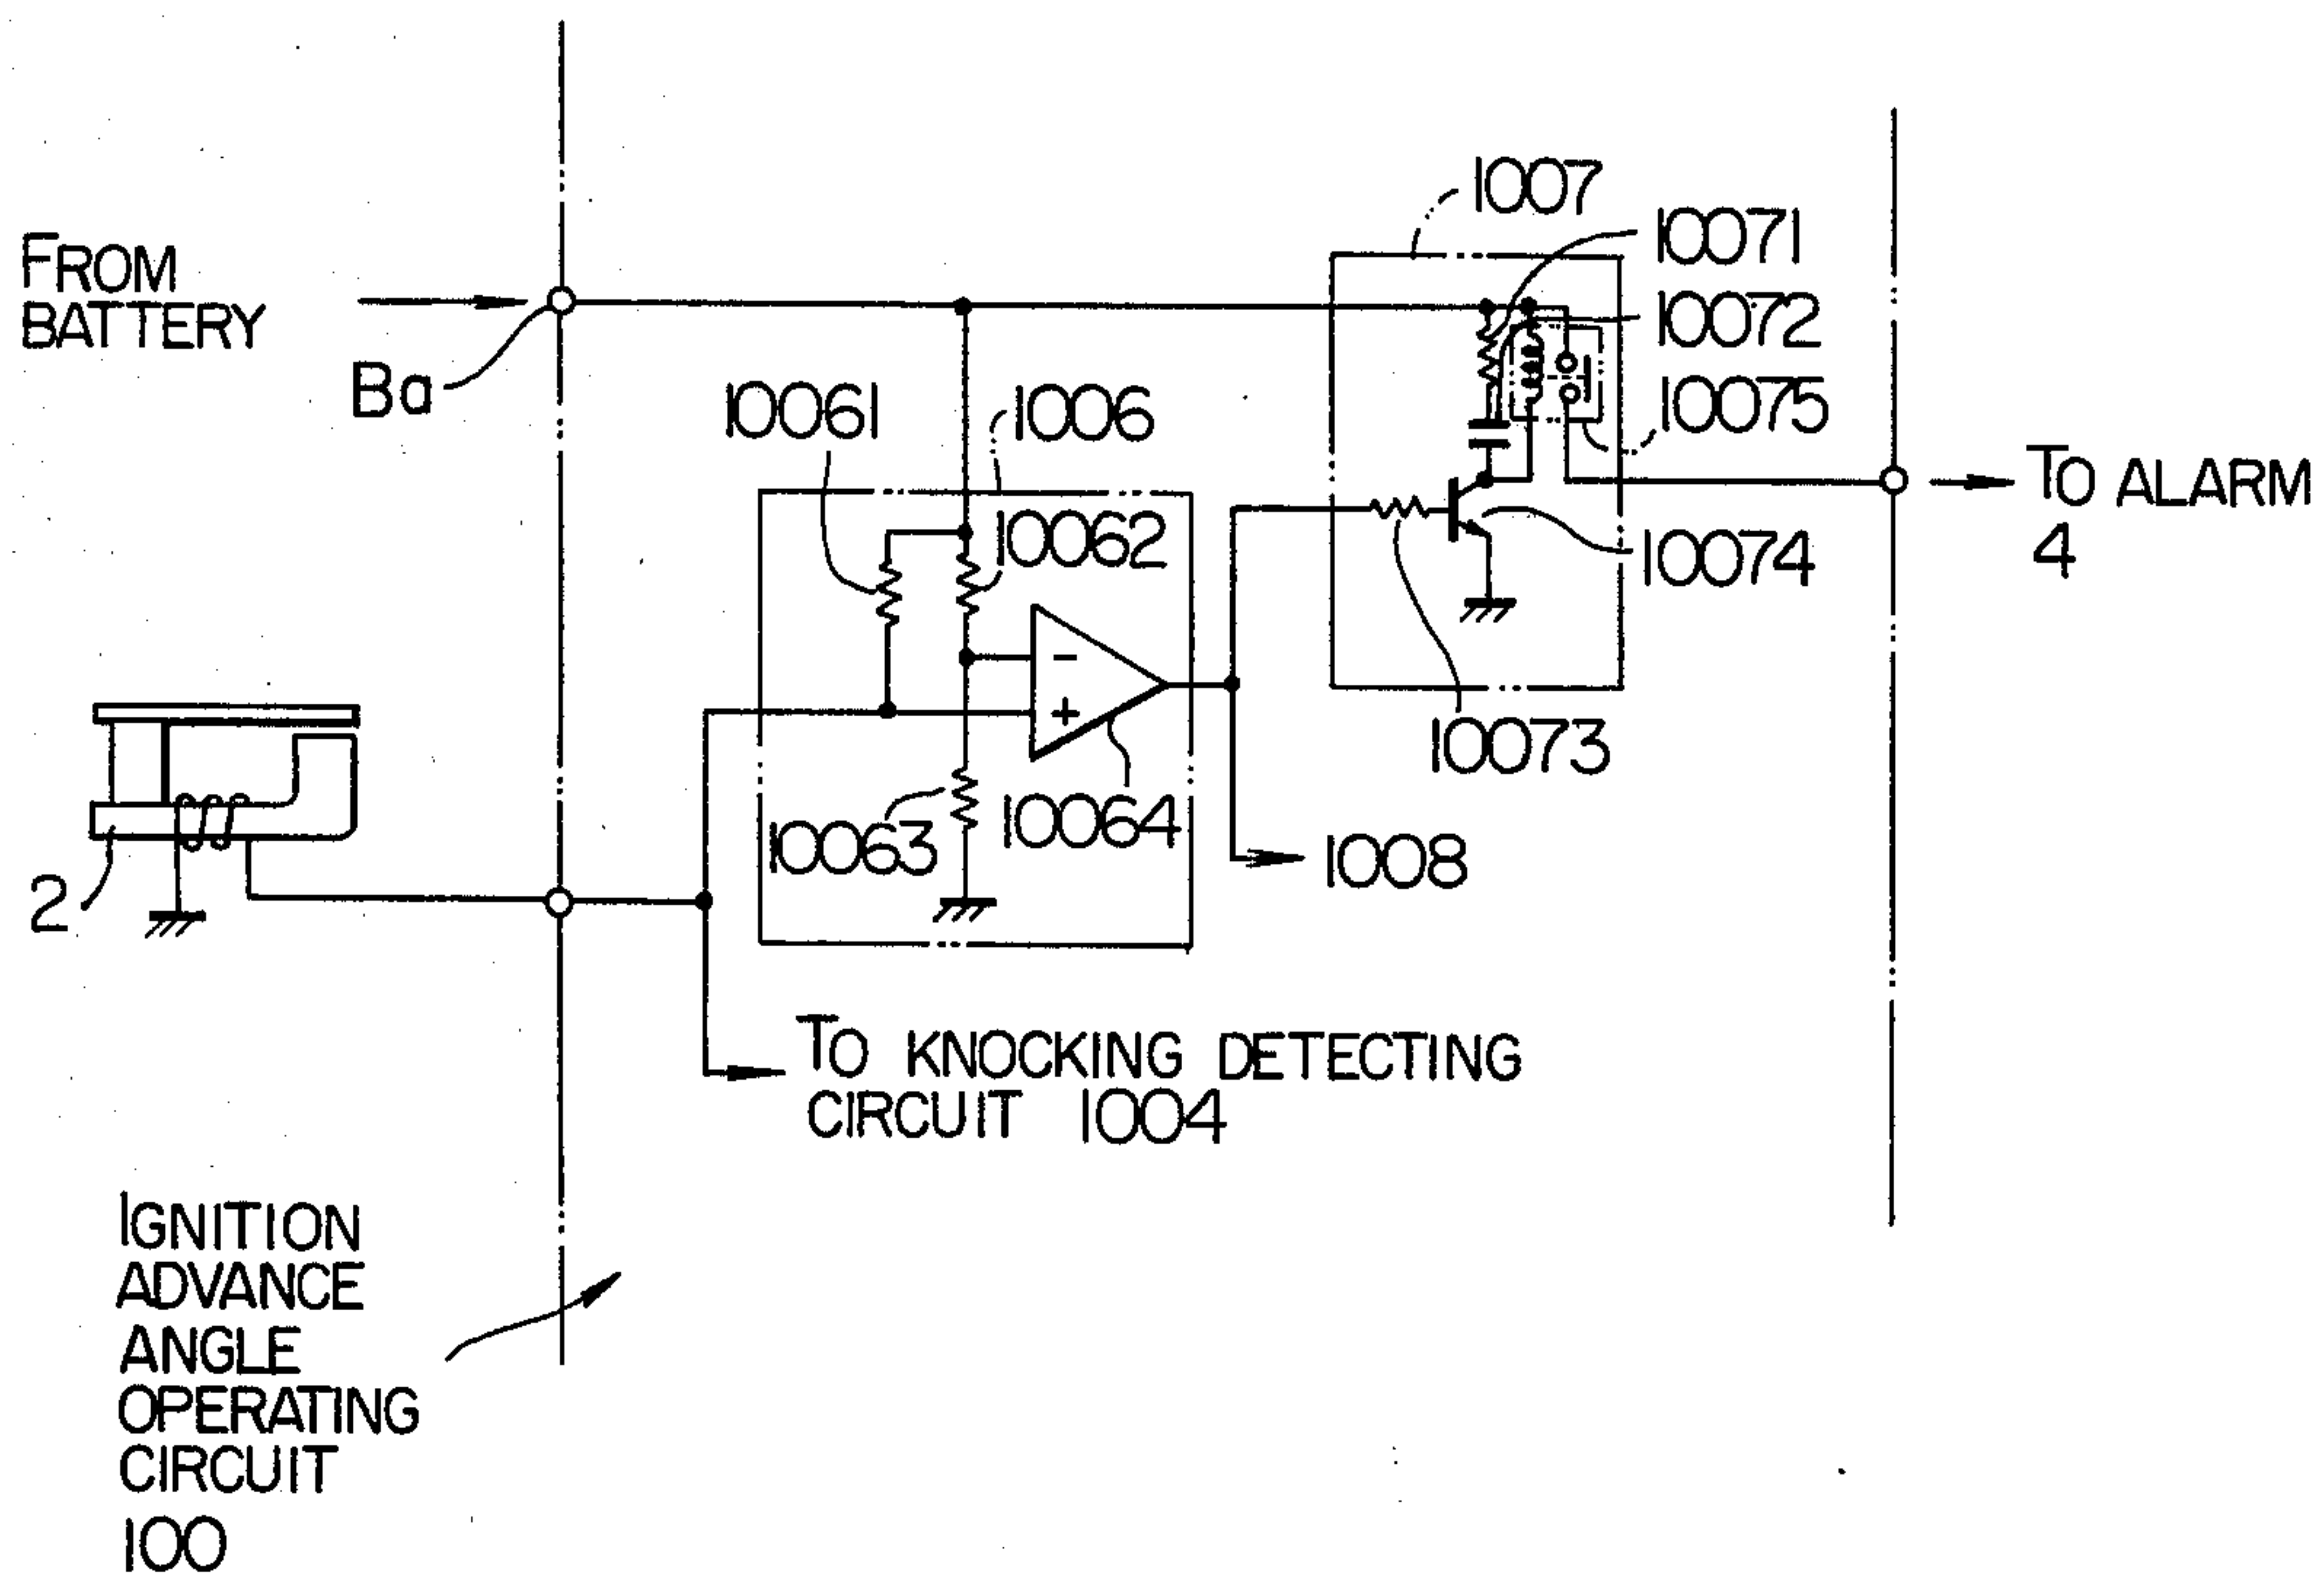 1007
10071
FROM
BATTERY
10072
Ba
10061
1006
10075
TO ALARM
4
10062
10074
-
+
10073
10063
10064
1008
2
TO KNOCKING DETECTING
CIRCUIT 1004
IGNITION
ADVANCE
ANGLE
OPERATING
CIRCUIT
100